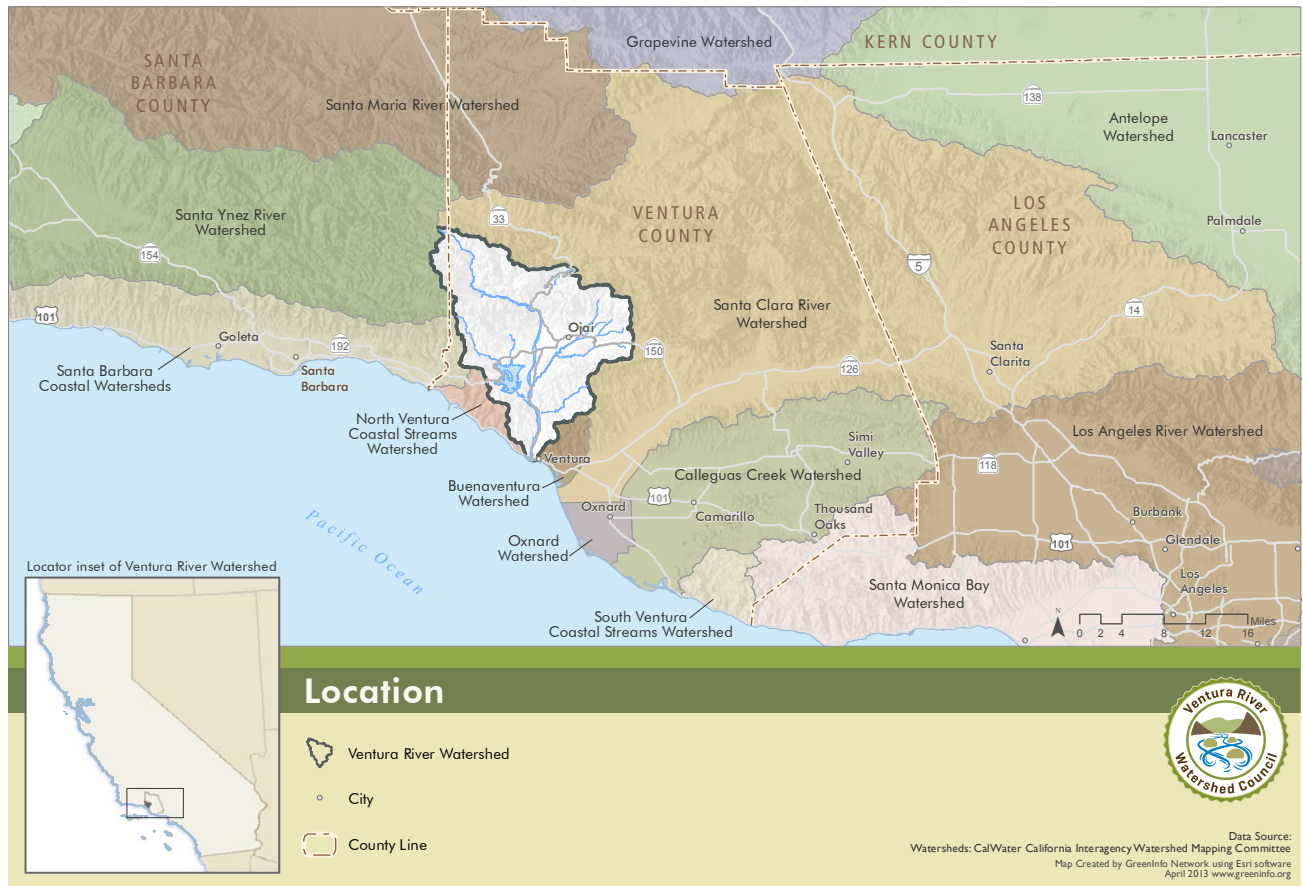 Grapevine Watershed
KERN COUNTY
SANTA
BARBARA
COUNTY
Santa Maria River Watershed
138
Antelope
Watershed
Lancaster
Santa Ynez River
Watershed
33
VENTURA
COUNTY
LOS
ANGELES
COUNTY
Palmdale
154
5
101
Santa Clara River
Watershed
14
Goleta
192
Ojai
150
Santa
Clarita
126
Santa Barbara
Coastal Watersheds
Santa
Barbara
North Ventura
Coastal Streams
Watershed
Los Angeles River Watershed
Simi
Valley
Ventura
118
Calleguas Creek Watershed
Buenaventura
Watershed
101
Oxnard
Camarillo
Thousand
Oaks
Burbank
Pacific Ocean
Oxnard
Watershed
101
Glendale
Los
Angeles
Santa Monica Bay
Watershed
South Ventura
Coastal Streams Watershed
N
0 2 4 8 12 16 Miles
Locator inset of Ventura River Watershed
Location
Ventura River Watershed
City
County Line
Ventura River
Watershed Council
Data Source:
Watersheds: CalWater California Interagency Watershed Mapping Committee
Map Created by GreenInfo Network using Esri software
April 2013 www.greeninfo.org